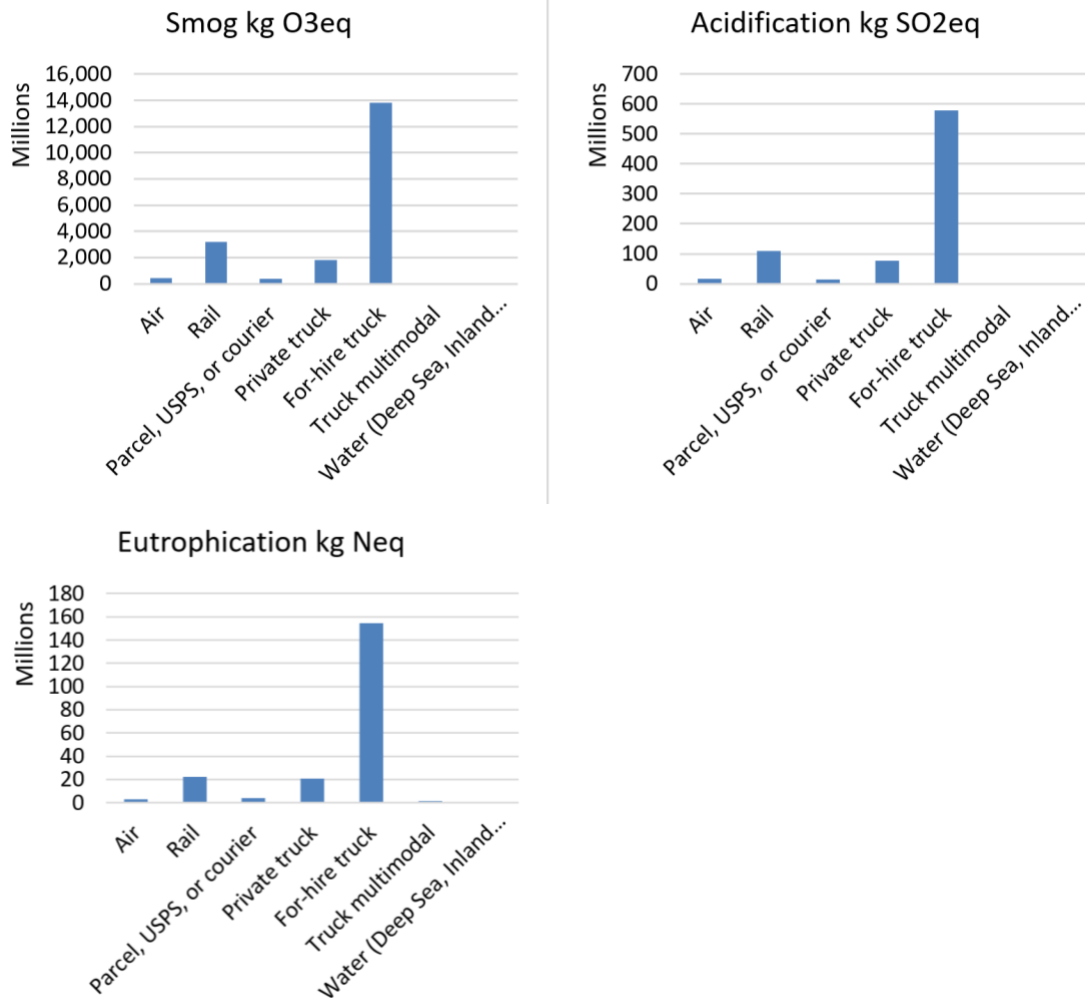 Smog kg O3eq
Millions
16,000
14,000
12,000
10,000
8,000
6,000
4,000
2,000
0
Air
Rail
Parcel, USPS, or courier
Private truck
For-hire truck
Truck multimodal
Water (Deep Sea, Inland...
Acidification kg SO2eq
Millions
700
600
500
400
300
200
100
0
Air
Rail
Parcel, USPS, or courier
Private truck
For-hire truck
Truck multimodal
Water (Deep Sea, Inland...
Eutrophication kg Neq
Millions
180
160
140
120
100
80
60
40
20
0
Air
Rail
Parcel, USPS, or courier
Private truck
For-hire truck
Truck multimodal
Water (Deep Sea, Inland...